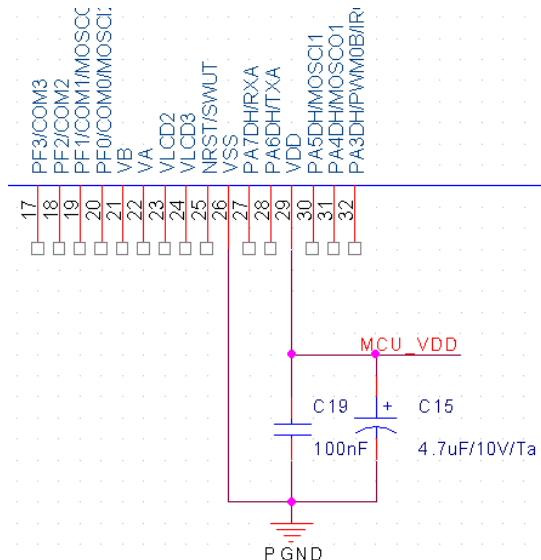 PF3/COM3
PF2/COM2
PF1/COM1/MOSCO
PF0/COM0/MOSCI
VB
VA
VLCD2
VLCD3
NRST/SWUT
VSS
PA7DH/RXA
PA6DH/TXA
VDD
PA5DH/MOSCI1
PA4DH/MOSCO1
PA3DH/PWM0B/IR
17
18
19
20
21
22
23
24
25
26
27
28
29
30
31
32
MCU_VDD
C19
C15
100nF
4.7uF/10V/Ta
PGND